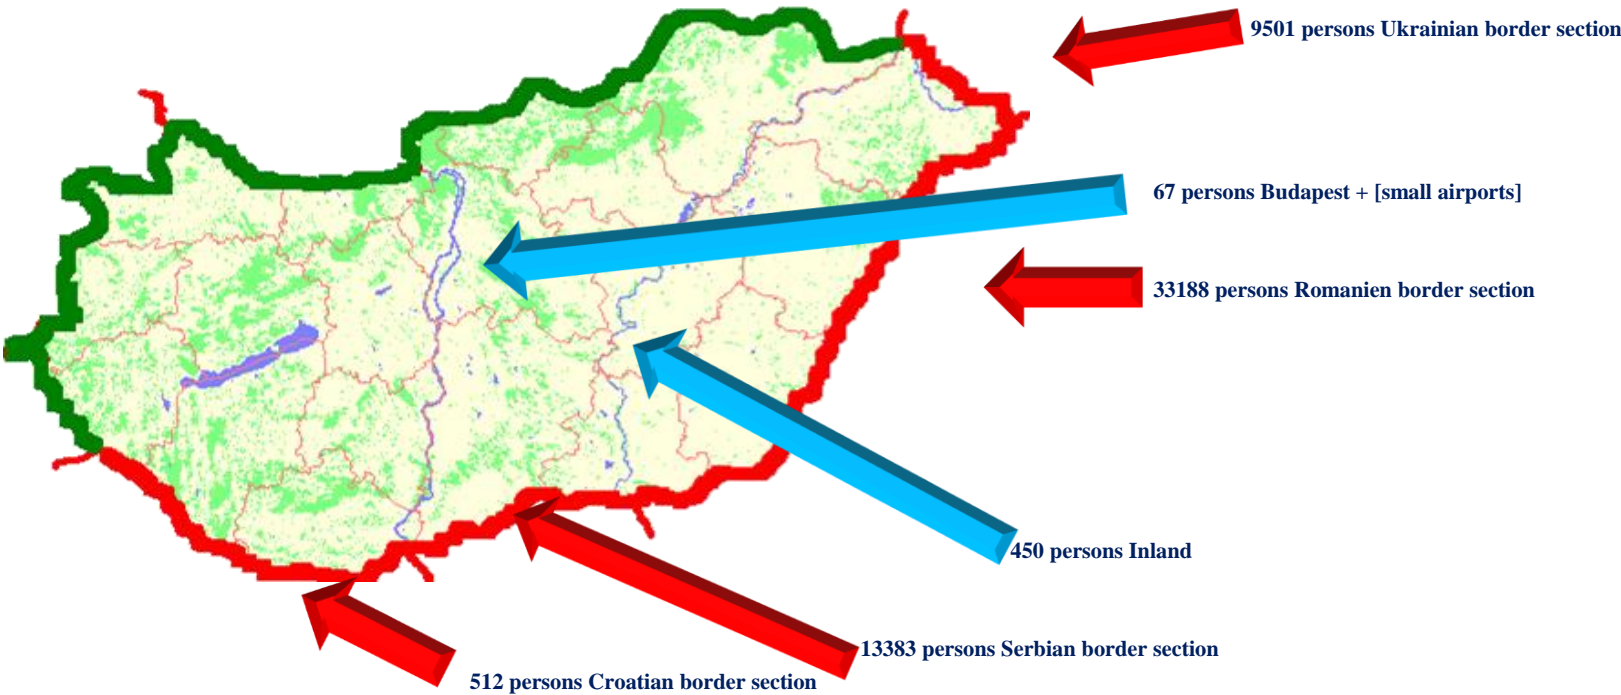 9501 persons Ukrainian border section
67 persons Budapest + [small airports]
33188 persons Romanien border section
450 persons Inland
13383 persons Serbian border section
512 persons Croatian border section